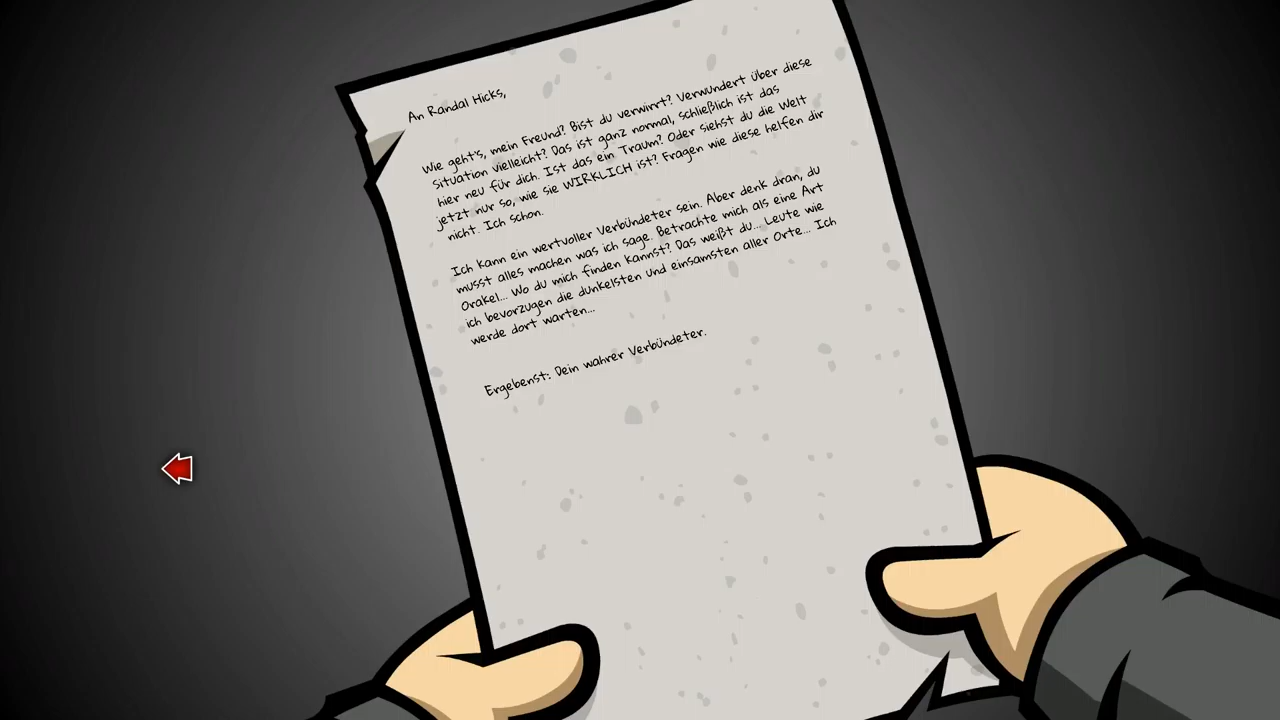 An Randal Hicks,
Wie geht's, mein Freund? Bist du verwirrt? Verwundert über diese
Situation vielleicht? Das ist ganz normal, schließlich ist das
hier neu für dich. Ist das ein Traum? Oder siehst du die Welt
jetzt nur so, wie sie WIRKLICH ist? Fragen wie diese helfen dir
nicht. Ich schon.
Ich kann ein wertvoller Verbündeter sein. Aber denk dran, du
musst alles machen was ich sage. Betrachte mich als eine Art
Orakel... Wo du mich finden kannst? Das weißt du... Leute wie
ich bevorzugen die dunkelsten und einsamsten aller Orte... Ich
werde dort warten...
Ergebenst: Dein wahrer Verbündeter.